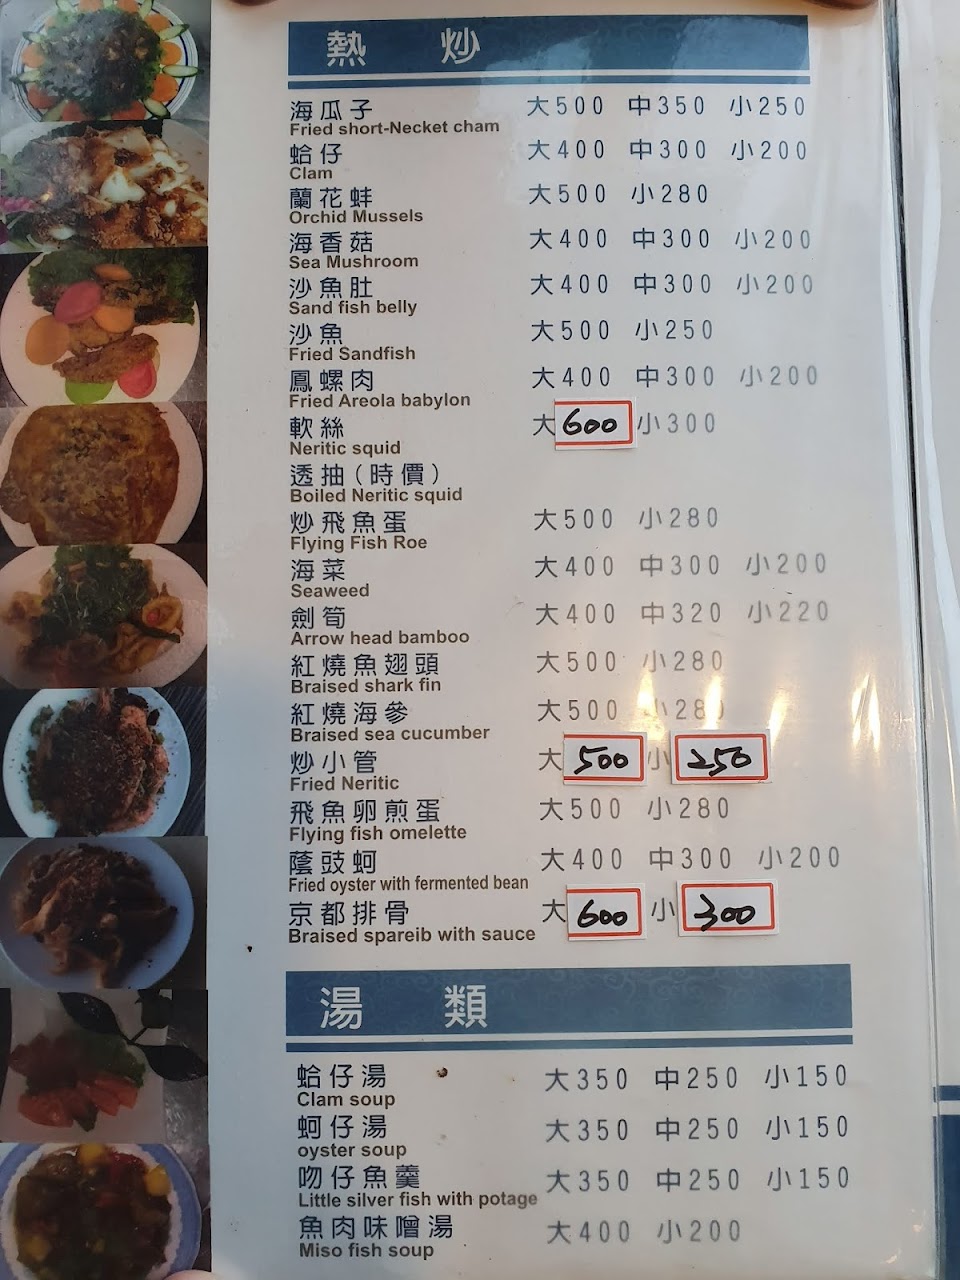 熱 炒
海瓜子 大500 中350 小250
Fried short-Necket cham
蛤仔 大400 中300 小200
Clam
蘭花蚌 大500 小280
Orchid Mussels
海香菇 大400 中300 小200
Sea Mushroom
沙魚肚 大400 中300 小200
Sand fish belly
沙魚 大500 小250
Fried Sandfish
鳳螺肉 大400 中300 小200
Fried Areola babylon
軟絲 大600 小300
Neritic squid
透抽(時價)
Boiled Neritic squid
炒飛魚蛋 大500 小280
Flying Fish Roe
海菜 大400 中300 小200
Seaweed
劍筍 大400 中320 小220
Arrow head bamboo
紅燒魚翅頭 大500 小280
Braised shark fin
紅燒海參 大500 小280
Braised sea cucumber
炒小管 大500 小250
Fried Neritic
飛魚卵煎蛋 大500 小280
Flying fish omelette
蔭豉蚵 大400 中300 小200
Fried oyster with fermented bean
京都排骨 大600 小300
Braised spareib with sauce
湯 類
蛤仔湯 大350 中250 小150
Clam soup
蚵仔湯 大350 中250 小150
oyster soup
吻仔魚羹 大350 中250 小150
Little silver fish with potage
魚肉味噌湯 大400 小200
Miso fish soup